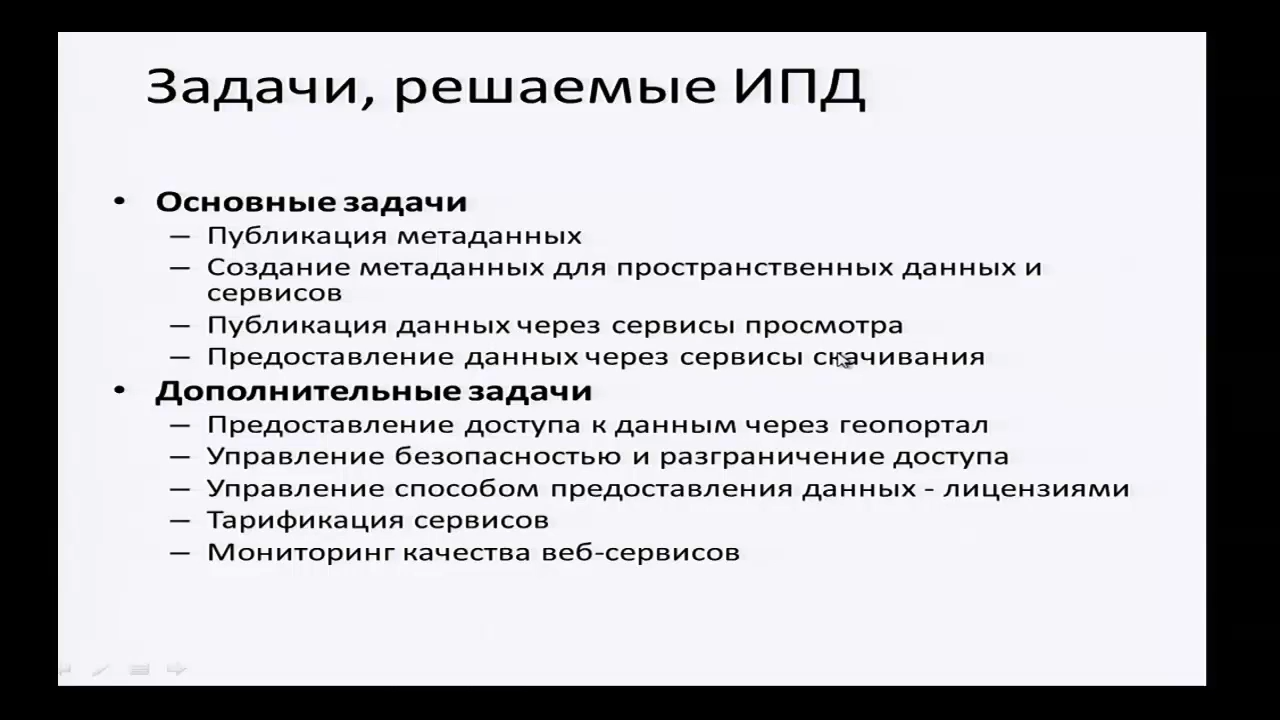 Задачи, решаемые ИПД
• Основные задачи
– Публикация метаданных
– Создание метаданных для пространственных данных и
сервисов
– Публикация данных через сервисы просмотра
– Предоставление данных через сервисы скачивания
• Дополнительные задачи
– Предоставление доступа к данным через геопортал
– Управление безопасностью и разграничение доступа
– Управление способом предоставления данных - лицензиями
– Тарификация сервисов
– Мониторинг качества веб-сервисов